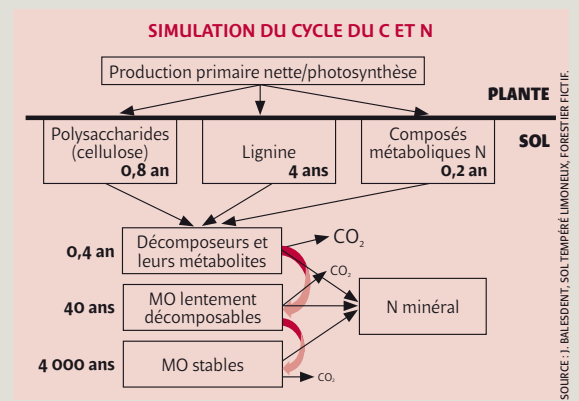 SIMULATION DU CYCLE DU C ET N
Production primaire nette/photosynthèse
PLANTE
SOL
Polysaccharides
(cellulose)
0,8 an
Lignine
4 ans
Composés
métaboliques N
0,2 an
0,4 an
Décomposeurs et
leurs métabolites
CO₂
CO₂
40 ans
MO lentement
décomposables
N minéral
4 000 ans
MO stables
CO₂
SOURCE : J. BALESDENT, SOL TEMPÉRÉ LIMONEUX, FORESTIER FICTIF.